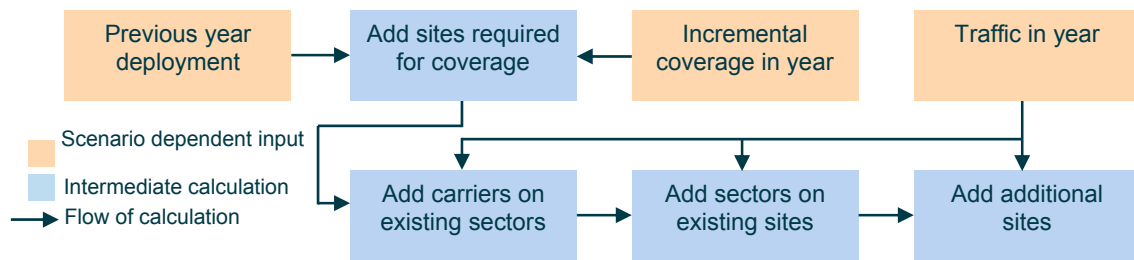 Previous year
deployment
Add sites required
for coverage
Incremental
coverage in year
Traffic in year
Scenario dependent input
Intermediate calculation
Flow of calculation
Add carriers on
existing sectors
Add sectors on
existing sites
Add additional
sites